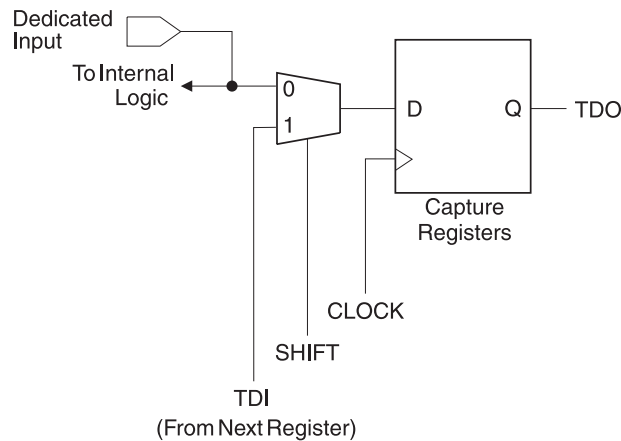 Dedicated
Input
To Internal
Logic
0
1
D
Q
TDO
Capture
Registers
CLOCK
SHIFT
TDI
(From Next Register)